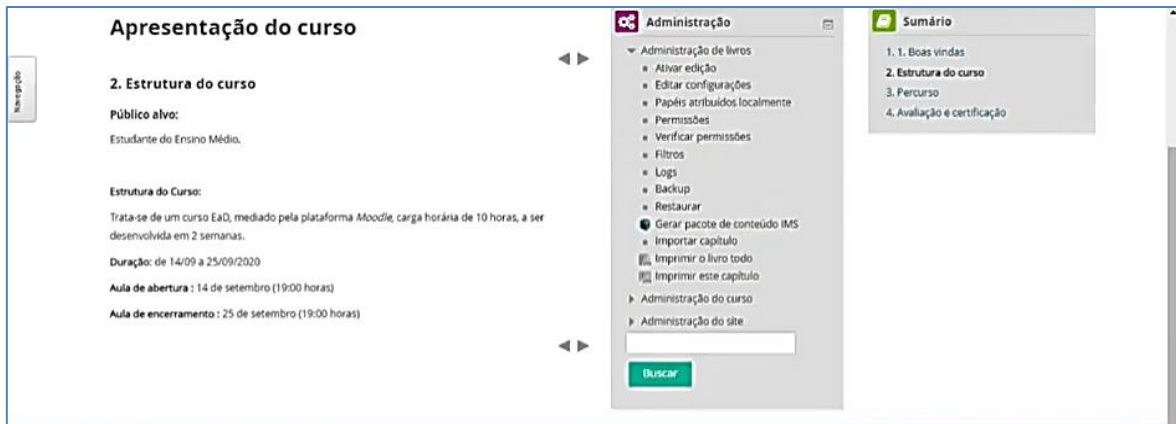 Navegação
Apresentação do curso
2. Estrutura do curso
Público alvo:
Estudante do Ensino Médio.
Estrutura do Curso:
Trata-se de um curso EaD, mediado pela plataforma Moodle, carga horária de 10 horas, a ser
desenvolvida em 2 semanas.
Duração: de 14/09 a 25/09/2020
Aula de abertura : 14 de setembro (19:00 horas)
Aula de encerramento : 25 de setembro (19:00 horas)
Administração
Administração de livros
Ativar edição
Editar configurações
Papéis atribuídos localmente
Permissões
Verificar permissões
Filtros
Logs
Backup
Restaurar
Gerar pacote de conteúdo IMS
Importar capítulo
Imprimir o livro todo
Imprimir este capítulo
Administração do curso
Administração do site
Buscar
Sumário
1. 1. Boas vindas
2. Estrutura do curso
3. Percurso
4. Avaliação e certificação